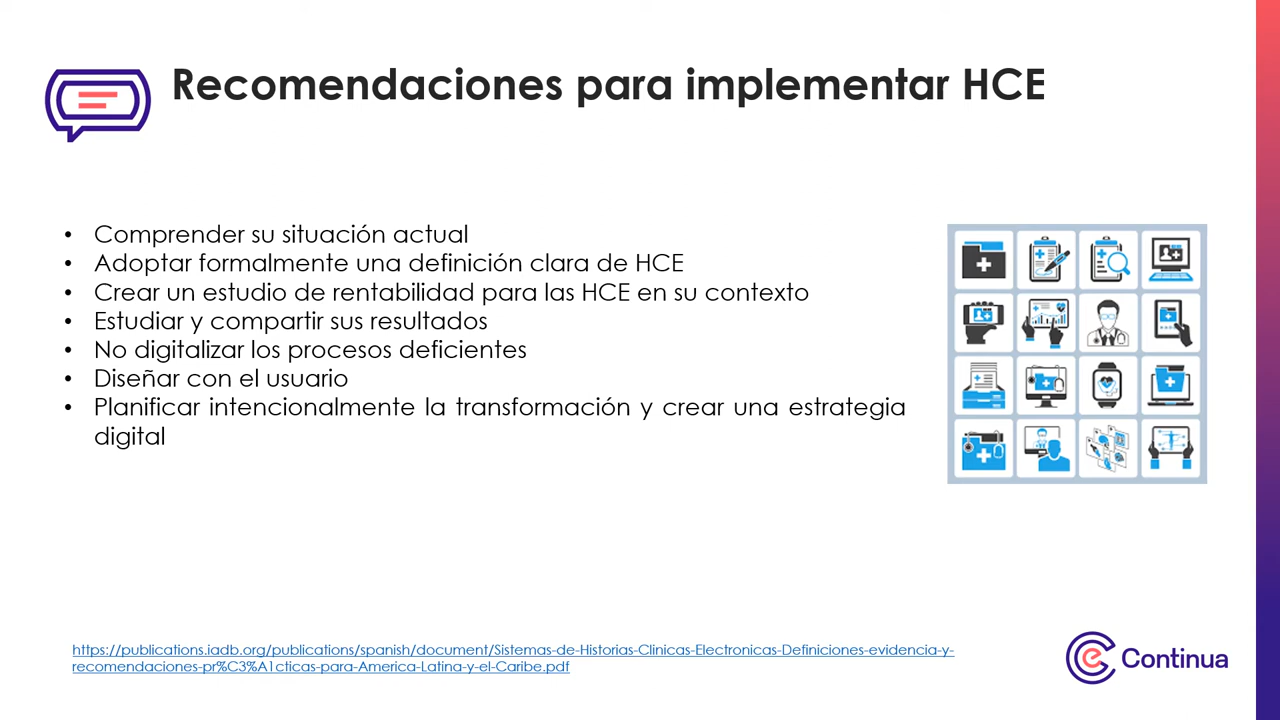 Recomendaciones para implementar HCE
• Comprender su situación actual
• Adoptar formalmente una definición clara de HCE
• Crear un estudio de rentabilidad para las HCE en su contexto
• Estudiar y compartir sus resultados
• No digitalizar los procesos deficientes
• Diseñar con el usuario
• Planificar intencionalmente la transformación y crear una estrategia
digital
https://publications.iadb.org/publications/spanish/document/Sistemas-de-Historias-Clinicas-Electronicas-Definiciones-evidencia-y-
recomendaciones-pr%C3%A1cticas-para-America-Latina-y-el-Caribe.pdf
Continua